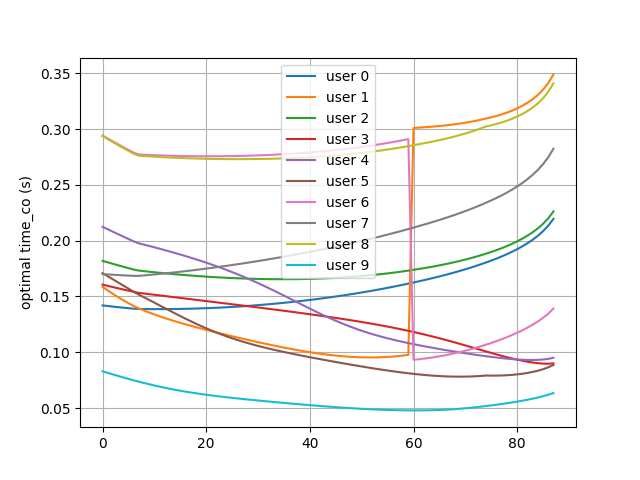 0.35
0.30
0.25
0.20
0.15
0.10
0.05
optimal time_co (s)
user 0
user 1
user 2
user 3
user 4
user 5
user 6
user 7
user 8
user 9
0 20 40 60 80